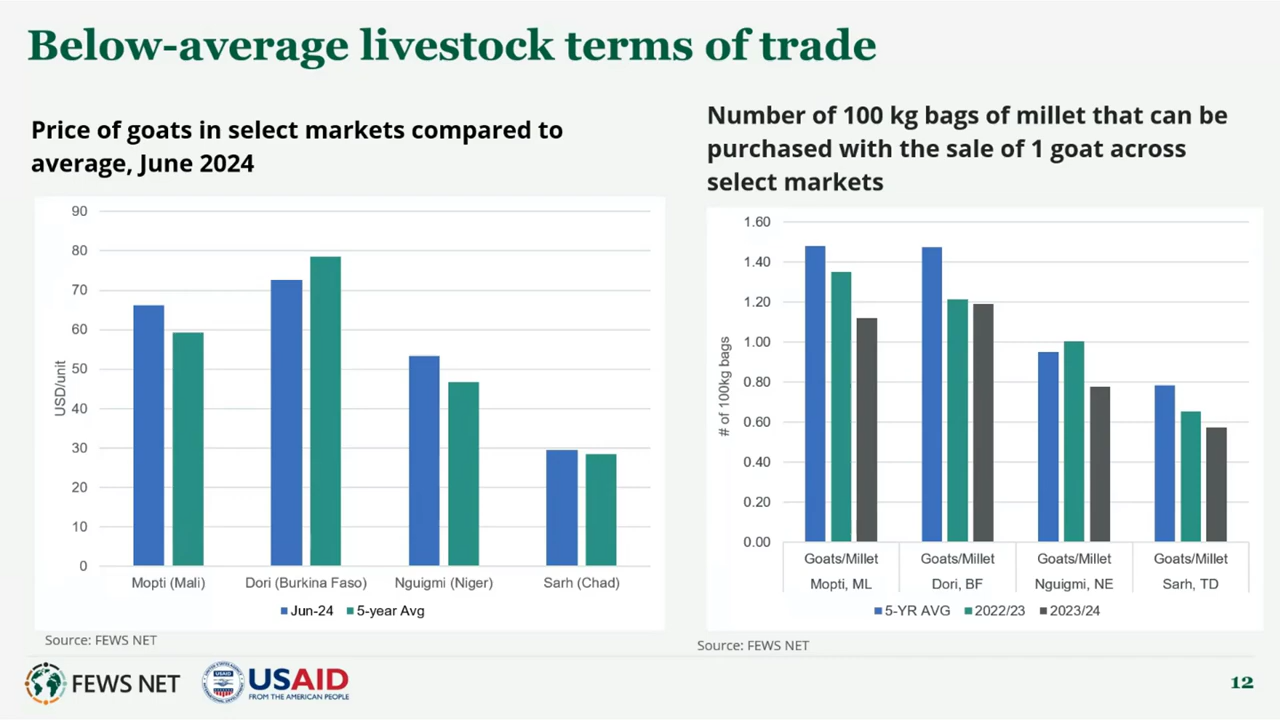 Below-average livestock terms of trade
Price of goats in select markets compared to
average, June 2024
90
80
70
60
50
40
30
20
10
0
USD/unit
Mopti (Mali)
Dori (Burkina Faso)
Nguigmi (Niger)
Sarh (Chad)
Jun-24
5-year Avg
Source: FEWS NET
Number of 100 kg bags of millet that can be
purchased with the sale of 1 goat across
select markets
1.60
1.40
1.20
1.00
0.80
0.60
0.40
0.20
0.00
# of 100kg bags
Goats/Millet
Goats/Millet
Goats/Millet
Goats/Millet
Mopti, ML
Dori, BF
Nguigmi, NE
Sarh, TD
5-YR AVG
2022/23
2023/24
Source: FEWS NET
FEWS NET
USAID
USAID
FROM THE AMERICAN PEOPLE
12